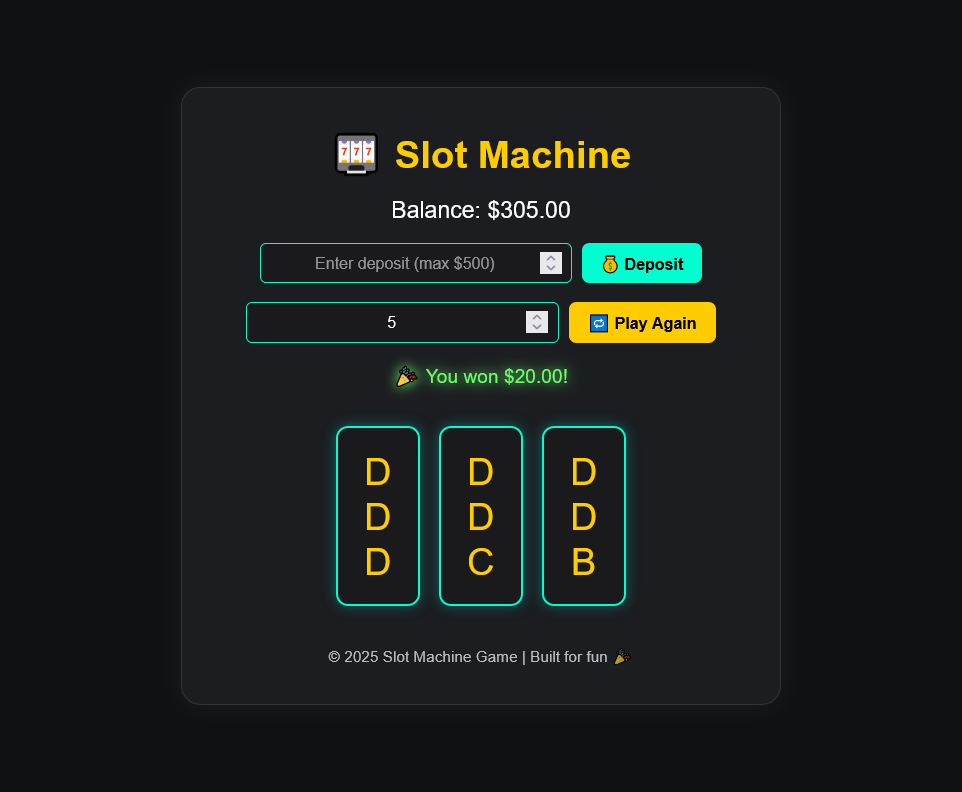 🎰 Slot Machine
Balance: $305.00
Enter deposit (max $500) 💰 Deposit
5 🔁 Play Again
🎉 You won $20.00!
D D D
D D D
D C B
© 2025 Slot Machine Game | Built for fun 🎉